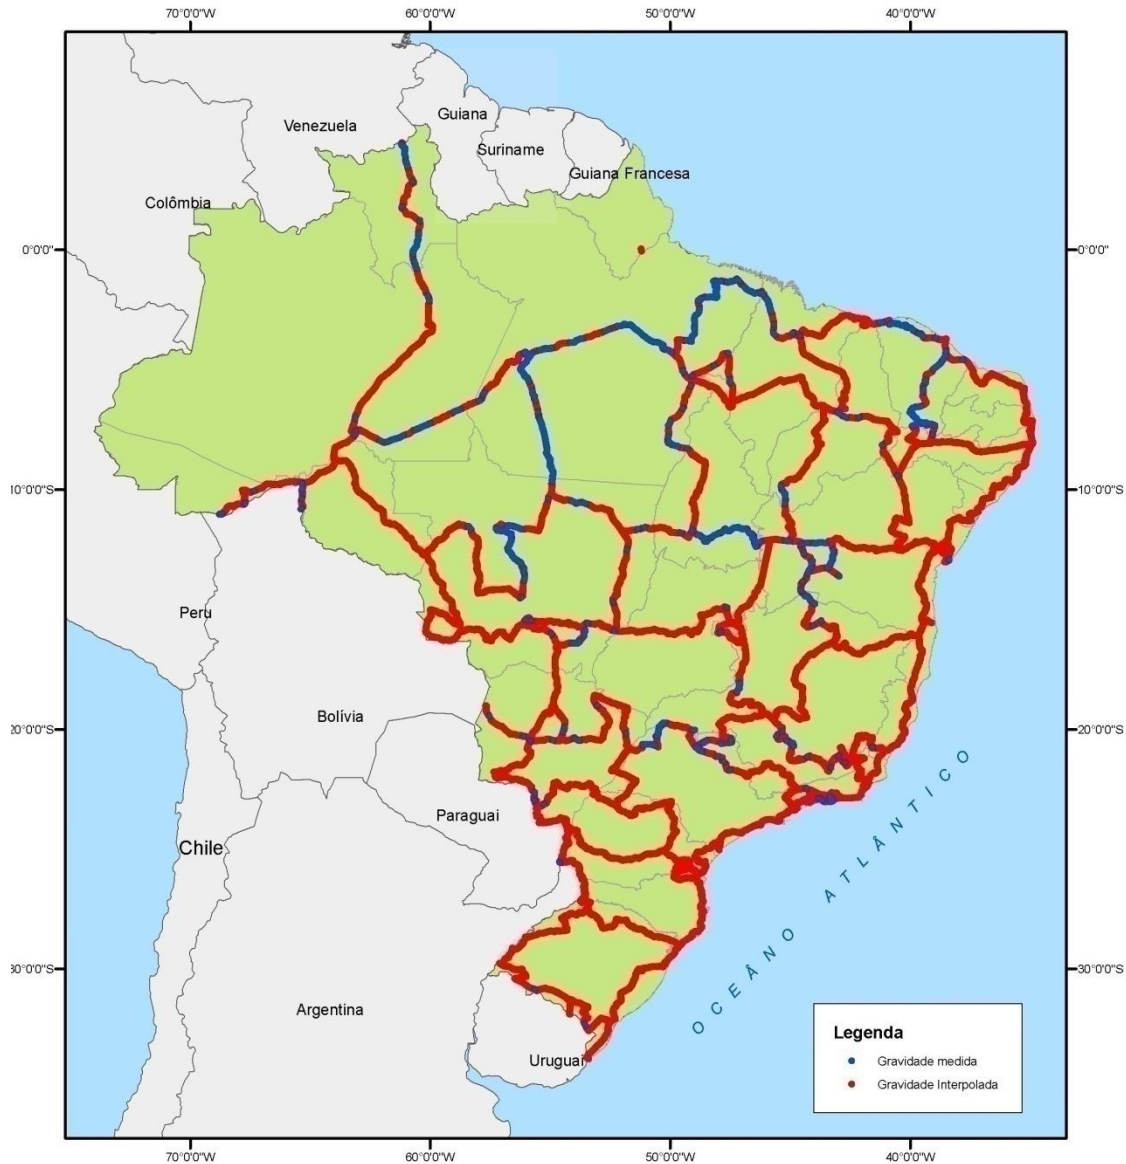 70°0'0"W
60°0'0"W
50°0'0"W
40°0'0"W
Venezuela
Guiana
Suriname
Guiana Francesa
Colômbia
0°0'0"
0°0'0"
10°0'0"S
10°0'0"S
Peru
Bolívia
20°0'0"S
20°0'0"S
Paraguai
Chile
OCEÂNO ATLÂNTICO
30°0'0"S
30°0'0"S
Argentina
Uruguai
Legenda
Gravidade medida
Gravidade Interpolada
70°0'0"W
60°0'0"W
50°0'0"W
40°0'0"W